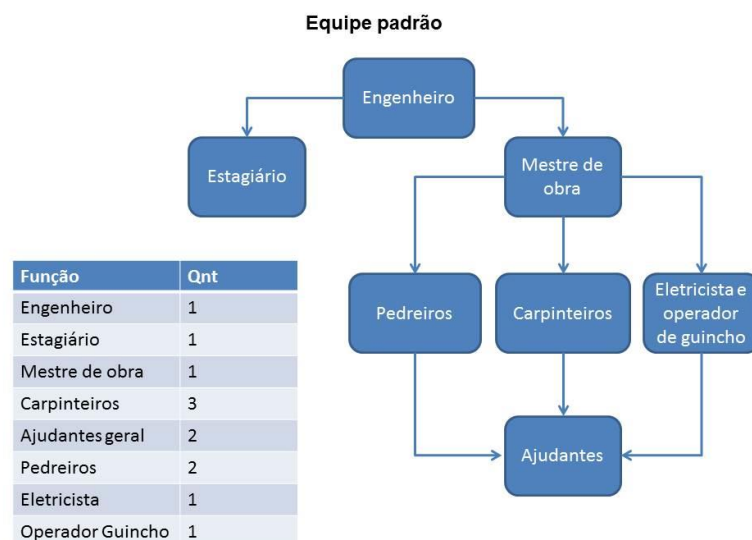 Equipe padrão
Engenheiro
Estagiário
Mestre de
obra
Pedreiros
Carpinteiros
Eletricista e
operador
de guincho
Ajudantes
Função Qnt
Engenheiro 1
Estagiário 1
Mestre de obra 1
Carpinteiros 3
Ajudantes geral 2
Pedreiros 2
Eletricista 1
Operador Guincho 1